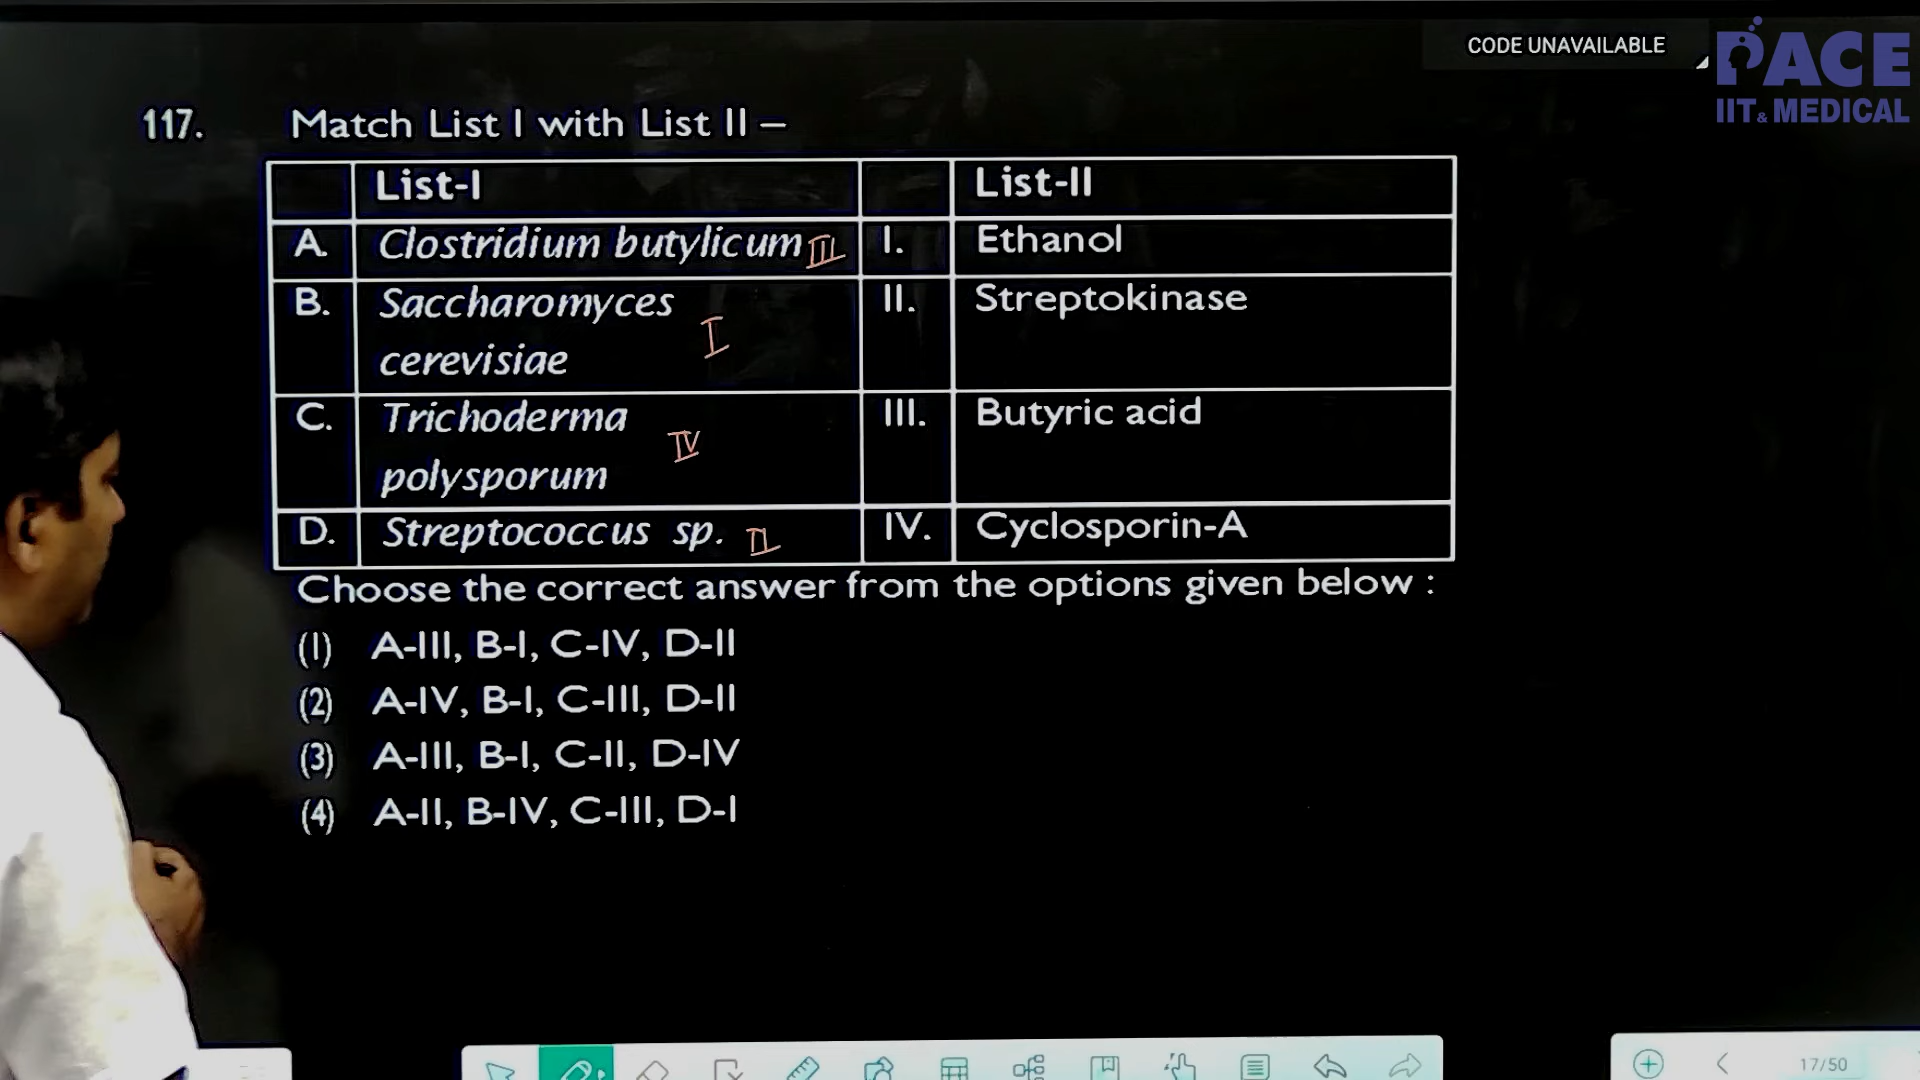 CODE UNAVAILABLE
PACE
IIT & MEDICAL
117. Match List I with List II –
List-I List-II
A. Clostridium butylicum III I. Ethanol
B. Saccharomyces cerevisiae I II. Streptokinase
C. Trichoderma polysporum IV III. Butyric acid
D. Streptococcus sp. II IV. Cyclosporin-A
Choose the correct answer from the options given below :
(1) A-III, B-I, C-IV, D-II
(2) A-IV, B-I, C-III, D-II
(3) A-III, B-I, C-II, D-IV
(4) A-II, B-IV, C-III, D-I
17/50